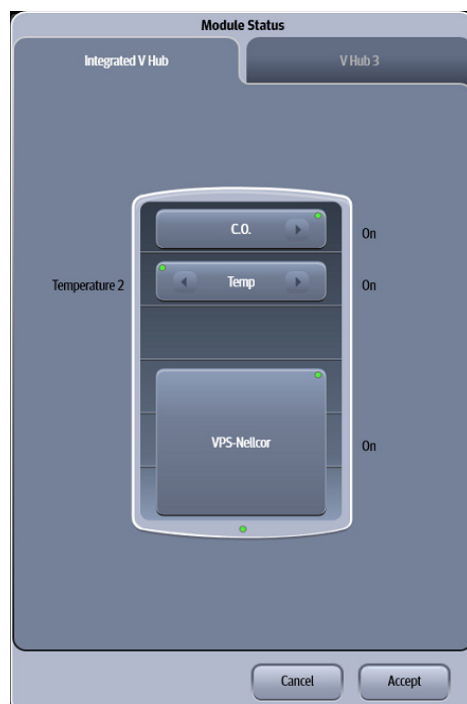 Module Status
Integrated V Hub
V Hub 3
C.O.
On
Temperature 2
Temp
On
VPS-Nellcor
On
Cancel
Accept